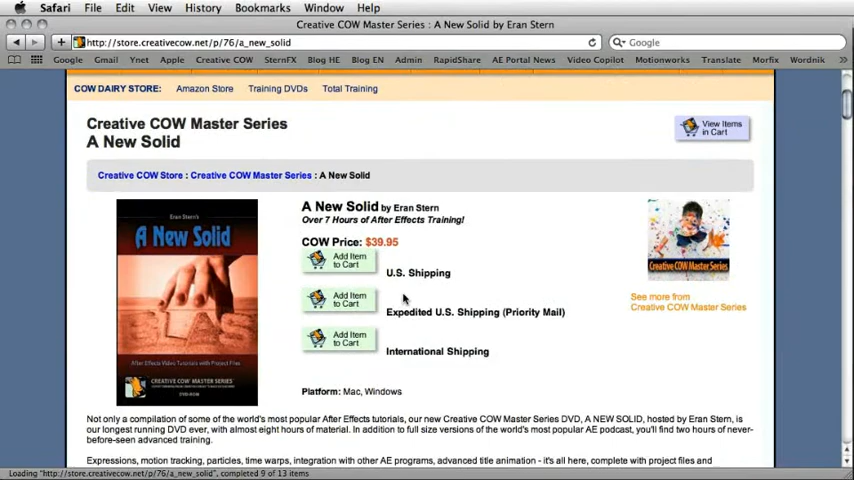 Safari File Edit View History Bookmarks Window Help
Creative COW Master Series : A New Solid by Eran Stern
http://store.creativecow.net/p/76/a_new_solid
Google
Google Gmail Ynet Apple Creative COW SternFX Blog HE Blog EN Admin RapidShare AE Portal News Video Copilot Motionworks Translate Morfix Wordnik
COW DAIRY STORE: Amazon Store Training DVDs Total Training
Creative COW Master Series
A New Solid
View Items
in Cart
Creative COW Store : Creative COW Master Series : A New Solid
Eran Stern's
A New Solid
After Effects Video Tutorials with Project Files
CREATIVE COW MASTER SERIES
DVD-ROM
A New Solid by Eran Stern
Over 7 Hours of After Effects Training!
COW Price: $39.95
Add Item
to Cart
U.S. Shipping
Add Item
to Cart
Expedited U.S. Shipping (Priority Mail)
Add Item
to Cart
International Shipping
Platform: Mac, Windows
Creative COW Master Series
See more from
Creative COW Master Series
Not only a compilation of some of the world's most popular After Effects tutorials, our new Creative COW Master Series DVD, A NEW SOLID, hosted by Eran Stern, is
our longest running DVD ever, with almost eight hours of material. In addition to full size versions of the world's most popular AE podcast, you'll find two hours of never-
before-seen advanced training.
Expressions, motion tracking, particles, time warps, integration with other AE programs, advanced title animation - it's all here, complete with project files and
Loading "http://store.creativecow.net/p/76/a_new_solid", completed 9 of 13 items